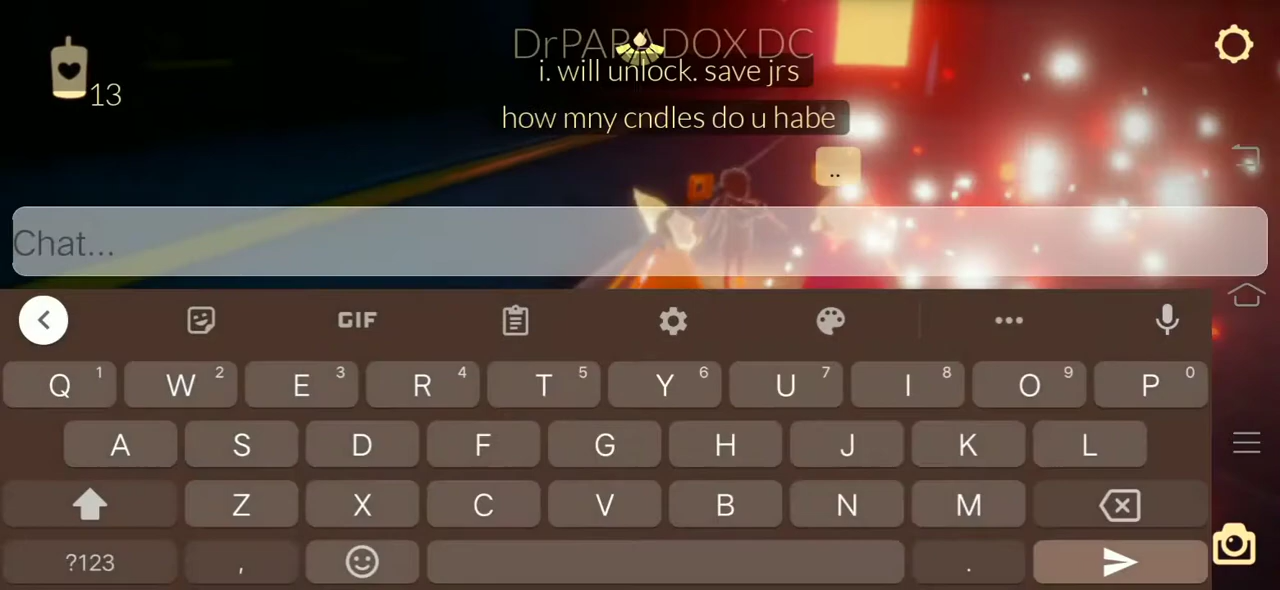 DrPARADOX DC
i. will unlock. save jrs
how mny cndles do u habe
13
..
Chat...
GIF
Q 1 W 2 E 3 R 4 T 5 Y 6 U 7 I 8 O 9 P 0
A S D F G H J K L
Z X C V B N M
?123 , .